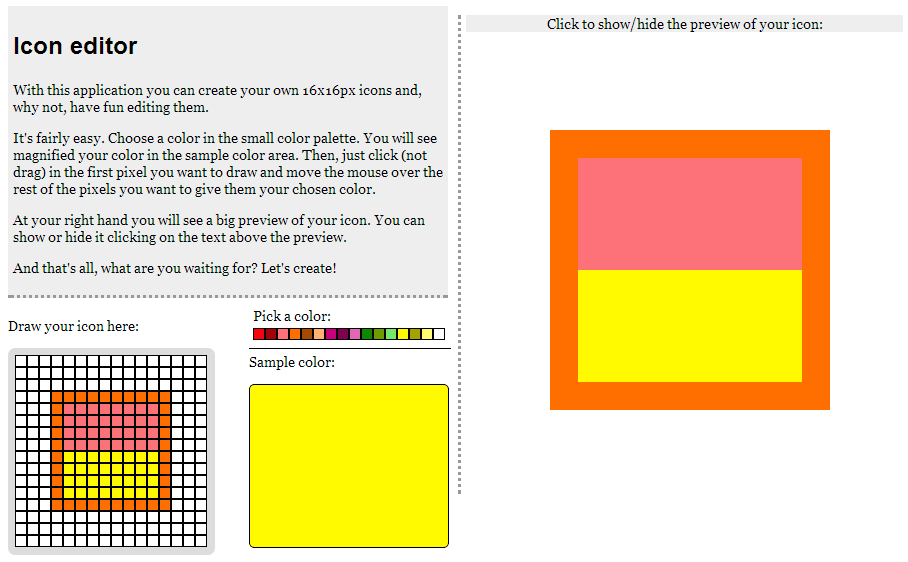 Icon editor
With this application you can create your own 16x16px icons and,
why not, have fun editing them.
It's fairly easy. Choose a color in the small color palette. You will see
magnified your color in the sample color area. Then, just click (not
drag) in the first pixel you want to draw and move the mouse over the
rest of the pixels you want to give them your chosen color.
At your right hand you will see a big preview of your icon. You can
show or hide it clicking on the text above the preview.
And that's all, what are you waiting for? Let's create!
Draw your icon here:
Pick a color:
Sample color:
Click to show/hide the preview of your icon: